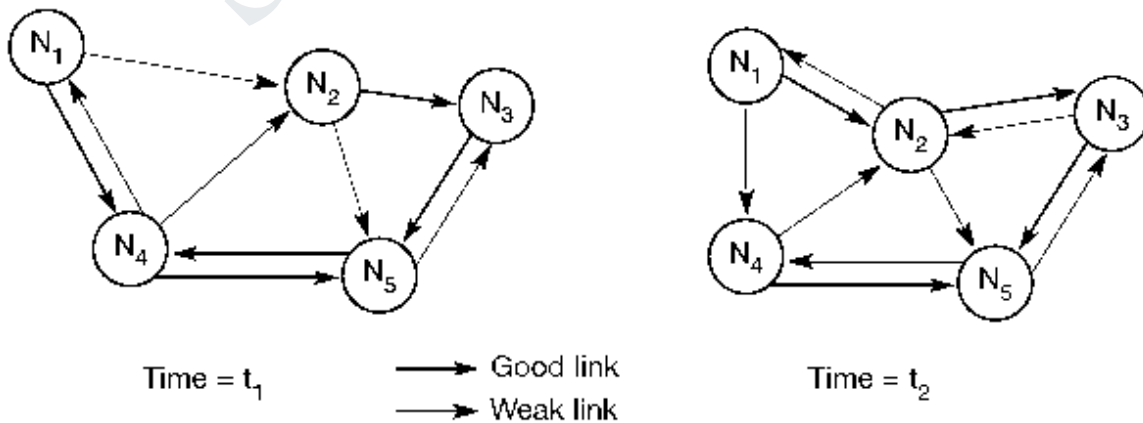 N₁
N₂
N₃
N₄
N₅
Time = t₁
N₁
N₂
N₃
N₄
N₅
Time = t₂
Good link
Weak link